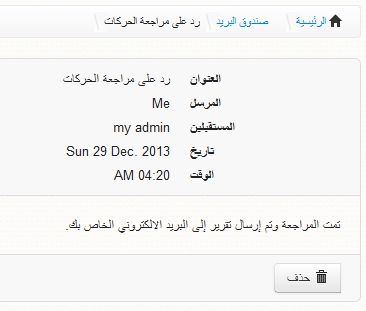 الرئيسية صندوق البريد رد على مراجعة الحركات
العنوان رد على مراجعة الحركات
المرسل Me
المستقبلين my admin
تاريخ Sun 29 Dec. 2013
الوقت AM 04:20
تمت المراجعة وتم إرسال تقرير إلى البريد الالكتروني الخاص بك.
حذف